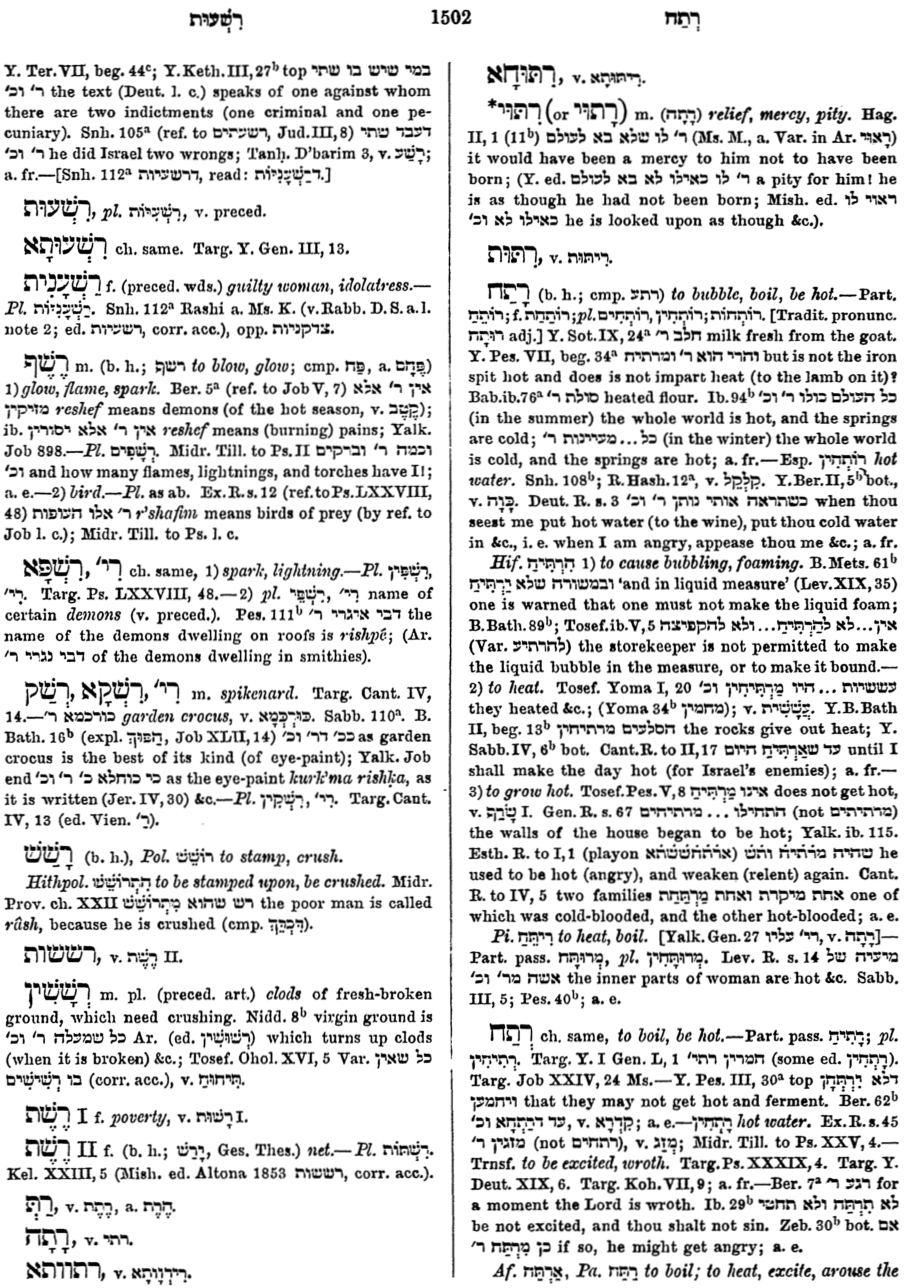 רִשְׁעוּת 1502 רְתַח
Y. Ter. VII, beg. 44ᶜ; Y. Keth. III, 27ᵇ top במי שיש בו שתי
ר' וכ' the text (Deut. l. c.) speaks of one against whom
there are two indictments (one criminal and one pe-
cuniary). Snh. 105ᵃ (ref. to רשעתים, Jud. III, 8) דעבד שתי
ר' וכ' he did Israel two wrongs; Tanḥ. D'barim 3, v. רֶשַׁע;
a. fr.—[Snh. 112ᵃ דרשעיות, read: דְּרַשְׁעָנִיּוֹת.]
רִשְׁעוּת, pl. רִשְׁעִיּוֹת, v. preced.
רִשְׁעוּתָא ch. same. Targ. Y. Gen. III, 13.
רַשְׁעָנִית f. (preced. wds.) guilty woman, idolatress.—
Pl. רַשְׁעָנִיּוֹת. Snh. 112ᵃ Rashi a. Ms. K. (v. Rabb. D. S. a. l.
note 2; ed. רשעיות, corr. acc.), opp. צדקניות.
רֶשֶׁף m. (b. h.; רשף to blow, glow; cmp. פַּח, a. פֶּחָם)
1) glow, flame, spark. Ber. 5ᵃ (ref. to Job V, 7) אין ר' אלא
מזיקין reshef means demons (of the hot season, v. קֶטֶב);
ib. אין ר' אלא יסורין reshef means (burning) pains; Yalk.
Job 898.—Pl. רְשָׁפִים. Midr. Till. to Ps. II וכמה ר' וברקים
וכ' and how many flames, lightnings, and torches have I!;
a. e.—2) bird.—Pl. as ab. Ex. R. s. 12 (ref. to Ps. LXXVIII,
48) ר' אלו העופות r'shafim means birds of prey (by ref. to
Job l. c.); Midr. Till. to Ps. l. c.
רִשְׁפָּא, רי' ch. same, 1) spark, lightning.—Pl. רִשְׁפִּין,
רי'. Targ. Ps. LXXVIII, 48.—2) pl. רִשְׁפֵּי, רי' name of
certain demons (v. preced.). Pes. 111ᵇ דבי איגרי ר' the
name of the demons dwelling on roofs is rishpé; (Ar.
דבי נגרי ר' of the demons dwelling in smithies).
רִשְׁקָא, רְשַׁק, רי' m. spikenard. Targ. Cant. IV,
14.—כורכמא ר' garden crocus, v. כּוּרְכְּמָא. Sabb. 110ᵃ. B.
Bath. 16ᵇ (expl. הַפּוּךְ, Job XLII, 14) ככ' דר' וכ' as garden
crocus is the best of its kind (of eye-paint); Yalk. Job
end כי כוחלא כ' ר' וכ' as the eye-paint kurk'ma rishḳa, as
it is written (Jer. IV, 30) &c.—Pl. רִשְׁקִין, רי'. Targ. Cant.
IV, 13 (ed. Vien. רַ').
רָשַׁשׁ (b. h.), Pol. רוֹשֵׁשׁ to stamp, crush.
Hithpol. הִתְרוֹשֵׁשׁ to be stamped upon, be crushed. Midr.
Prov. ch. XXII רש שהוא מִתְרוֹשֵׁשׁ the poor man is called
râsh, because he is crushed (cmp. דִּכְדֵּךְ).
רששות, v. רֶשֶׁת II.
רְשָׁשִׁין m. pl. (preced. art.) clods of fresh-broken
ground, which need crushing. Nidd. 8ᵇ virgin ground is
כל שמעלה ר' וכ' Ar. (ed. רְשׁוּשִׁין) which turns up clods
(when it is broken) &c.; Tosef. Ohol. XVI, 5 Var. כל שאין
בו רְשִׁישִׁים (corr. acc.), v. תִּיחוּחַ.
רֶשֶׁת I f. poverty, v. רָשׁוּת I.
רֶשֶׁת II f. (b. h.; יָרַשׁ, Ges. Thes.) net.—Pl. רְשָׁתוֹת.
Kel. XXIII, 5 (Mish. ed. Altona 1853 רששות, corr. acc.).
רַת, v. רֶתֶת, a. חֶרֶת.
רָתָה, v. רתי.
רתוותא, v. רִידְוָותָא.
רִתּוּחָא, v. ריתוּחא.
*רִתּוּי (or רָתוּי) m. (רָתָה) relief, mercy, pity. Hag.
II, 1 (11ᵇ) ר' לו שלא בא לעולם (Ms. M., a. Var. in Ar. רָאוּי)
it would have been a mercy to him not to have been
born; (Y. ed. ר' לו כאילו לא בא לעולם a pity for him! he
is as though he had not been born; Mish. ed. ראוי לו
כאילו לא וכ' he is looked upon as though &c.).
רִתּוּת, v. ריתות.
רָתַח (b. h.; cmp. רתע) to bubble, boil, be hot.—Part.
רוֹתֵחַ; f. רוֹתַחַת; pl. רוֹתְחִים, רוֹתְחִין; רוֹתְחוֹת. [Tradit. pronunc.
רוּתֵחַ adj.] Y. Sot. IX, 24ᵃ חלב ר' milk fresh from the goat.
Y. Pes. VII, beg. 34ᵃ והרי הוא ר' ומרתיח but is not the iron
spit hot and does is not impart heat (to the lamb on it)?
Bab. ib. 76ᵃ סולת ר' heated flour. Ib. 94ᵇ כל העולם כולו ר' וכ'
(in the summer) the whole world is hot, and the springs
are cold; כל ... מעיינות ר' (in the winter) the whole world
is cold, and the springs are hot; a. fr.—Esp. רוֹתְחִין hot
water. Snh. 108ᵇ; R. Hash. 12ᵃ, v. קִלְקֵל. Y. Ber. II, 5ᵇ bot.,
v. כָּוָה. Deut. R. s. 3 כשתראה אותי נותן ר' וכ' when thou
seest me put hot water (to the wine), put thou cold water
in &c., i. e. when I am angry, appease thou me &c.; a. fr.
Hif. הִרְתִּיחַ 1) to cause bubbling, foaming. B. Mets. 61ᵇ
ובמשורה שלא יַרְתִּיחַ 'and in liquid measure' (Lev. XIX, 35)
one is warned that one must not make the liquid foam;
B. Bath. 89ᵇ; Tosef. ib. V, 5 אין...לא לְהַרְתִּיחַ...ולא להקפיצה
(Var. להרתיע) the storekeeper is not permitted to make
the liquid bubble in the measure, or to make it bound.—
2) to heat. Tosef. Yoma I, 20 עששיות ... היו מַרְתִּיחִין וכ'
they heated &c.; (Yoma 34ᵇ מחמין); v. עֲשָׁשִׁית. Y. B. Bath
II, beg. 13ᵇ הסלעים מרתיחין the rocks give out heat; Y.
Sabb. IV, 6ᵇ bot. Cant. R. to II, 17 עד שאַרְתִּיחַ היום until I
shall make the day hot (for Israel's enemies); a. fr.—
3) to grow hot. Tosef. Pes. V, 8 אינו מַרְתִּיחַ does not get hot,
v. טָרַף I. Gen. R. s. 67 התחילו ... מרתיחים (not מרתיתים)
the walls of the house began to be hot; Yalk. ib. 115.
Esth. R. to I, 1 (play on אחשורוש) שהיה מרתיח ותש he
used to be hot (angry), and weaken (relent) again. Cant.
R. to IV, 5 two families אחת מיקרת ואחת מַרְתַּחַת one of
which was cold-blooded, and the other hot-blooded; a. e.
Pi. רִיתֵּחַ to heat, boil. [Yalk. Gen. 27 רי' עליו, v. רָתָה]—
Part. pass. מְרוּתָּח, pl. מְרוּתָּחִין. Lev. R. s. 14 מיעיה של
אשה מר' וכ' the inner parts of woman are hot &c. Sabb.
III, 5; Pes. 40ᵇ; a. e.
רְתַח ch. same, to boil, be hot.—Part. pass. רְתִיחַ; pl.
רְתִיחִין. Targ. Y. I Gen. L, 1 חמרין רתי' (some ed. רָתְחִין).
Targ. Job XXIV, 24 Ms.—Y. Pes. III, 30ᵃ top דלא יִרְתְּחָן
ויחמען that they may not get hot and ferment. Ber. 62ᵇ
עד דרָתְחָא וכ', v. קִדְרָא; a. e.—רָתְחִין hot water. Ex. R. s. 45
מזגין ר' (not רתחים), v. מְזַג; Midr. Till. to Ps. XXV, 4.—
Trnsf. to be excited, wroth. Targ. Ps. XXXIX, 4. Targ. Y.
Deut. XIX, 6. Targ. Koh. VII, 9; a. fr.—Ber. 7ᵃ רגע ר' for
a moment the Lord is wroth. Ib. 29ᵇ לא תִרְתַּח ולא תחטי
be not excited, and thou shalt not sin. Zeb. 30ᵇ bot. אם
כן מִרְתַּח ר' if so, he might get angry; a. e.
Af. אַרְתַּח, Pa. רַתַּח to boil; to heat, excite, arouse the